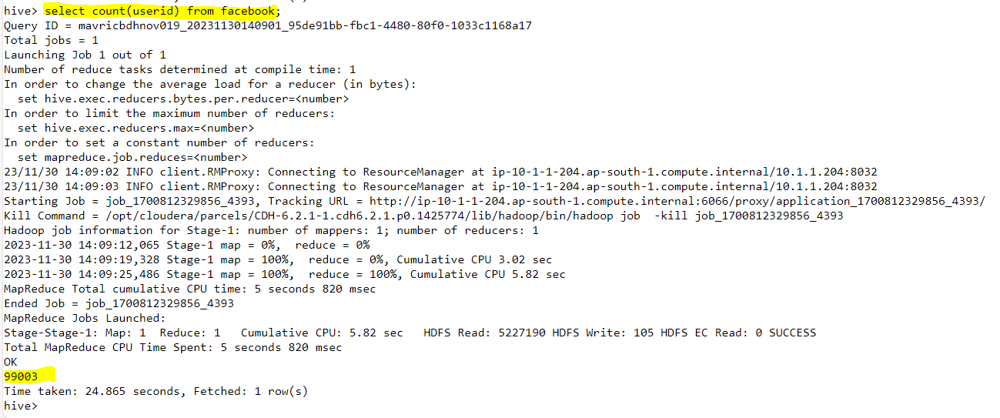 hive> select count(userid) from facebook;
Query ID = mavricbdhnov019_20231130140901_95de91bb-fbc1-4480-80f0-1033c1168a17
Total jobs = 1
Launching Job 1 out of 1
Number of reduce tasks determined at compile time: 1
In order to change the average load for a reducer (in bytes):
  set hive.exec.reducers.bytes.per.reducer=<number>
In order to limit the maximum number of reducers:
  set hive.exec.reducers.max=<number>
In order to set a constant number of reducers:
  set mapreduce.job.reduces=<number>
23/11/30 14:09:02 INFO client.RMProxy: Connecting to ResourceManager at ip-10-1-1-204.ap-south-1.compute.internal/10.1.1.204:8032
23/11/30 14:09:03 INFO client.RMProxy: Connecting to ResourceManager at ip-10-1-1-204.ap-south-1.compute.internal/10.1.1.204:8032
Starting Job = job_1700812329856_4393, Tracking URL = http://ip-10-1-1-204.ap-south-1.compute.internal:6066/proxy/application_1700812329856_4393/
Kill Command = /opt/cloudera/parcels/CDH-6.2.1-1.cdh6.2.1.p0.1425774/lib/hadoop/bin/hadoop job  -kill job_1700812329856_4393
Hadoop job information for Stage-1: number of mappers: 1; number of reducers: 1
2023-11-30 14:09:12,065 Stage-1 map = 0%,  reduce = 0%
2023-11-30 14:09:19,328 Stage-1 map = 100%,  reduce = 0%, Cumulative CPU 3.02 sec
2023-11-30 14:09:25,486 Stage-1 map = 100%,  reduce = 100%, Cumulative CPU 5.82 sec
MapReduce Total cumulative CPU time: 5 seconds 820 msec
Ended Job = job_1700812329856_4393
MapReduce Jobs Launched:
Stage-Stage-1: Map: 1  Reduce: 1   Cumulative CPU: 5.82 sec   HDFS Read: 5227190 HDFS Write: 105 HDFS EC Read: 0 SUCCESS
Total MapReduce CPU Time Spent: 5 seconds 820 msec
OK
99003
Time taken: 24.865 seconds, Fetched: 1 row(s)
hive>